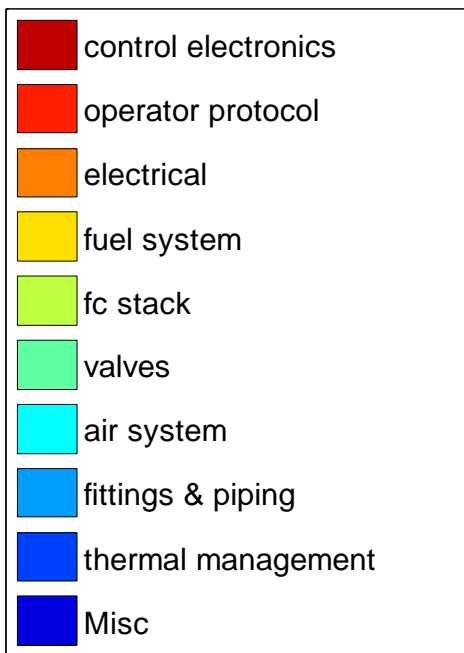 control electronics
operator protocol
electrical
fuel system
fc stack
valves
air system
fittings & piping
thermal management
Misc